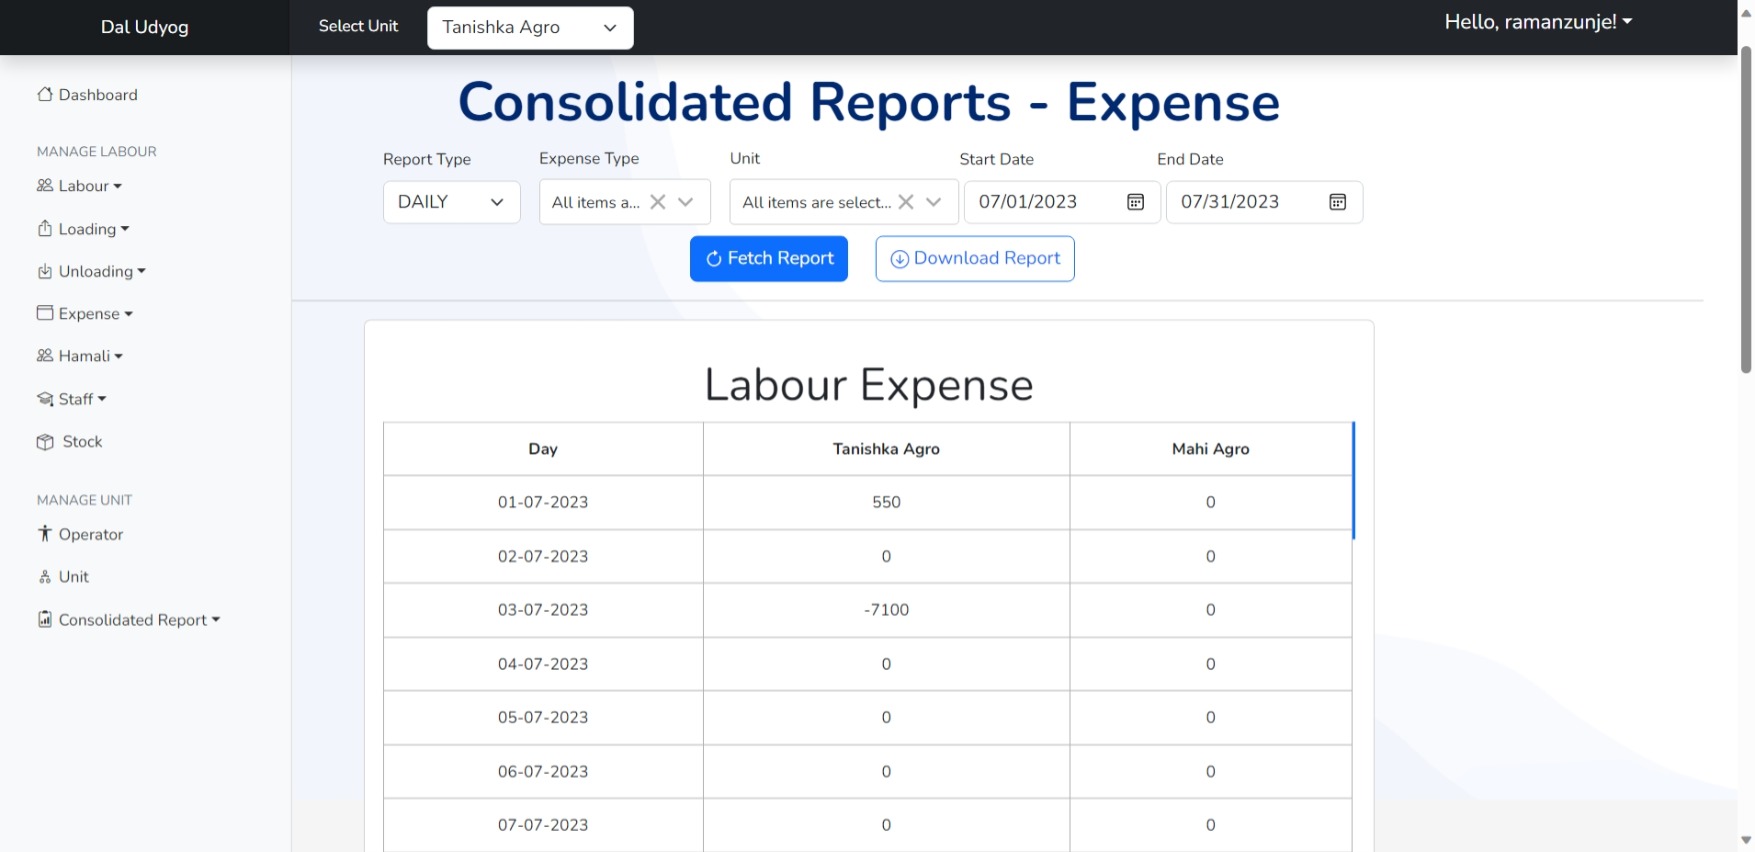 Dal Udyog
Select Unit
Tanishka Agro
Hello, ramanzunje!
Dashboard
MANAGE LABOUR
Labour
Loading
Unloading
Expense
Hamali
Staff
Stock
MANAGE UNIT
Operator
Unit
Consolidated Report
Consolidated Reports - Expense
Report Type Expense Type Unit Start Date End Date
DAILY All items a... All items are select... 07/01/2023 07/31/2023
Fetch Report Download Report
Labour Expense
Day Tanishka Agro Mahi Agro
01-07-2023 550 0
02-07-2023 0 0
03-07-2023 -7100 0
04-07-2023 0 0
05-07-2023 0 0
06-07-2023 0 0
07-07-2023 0 0